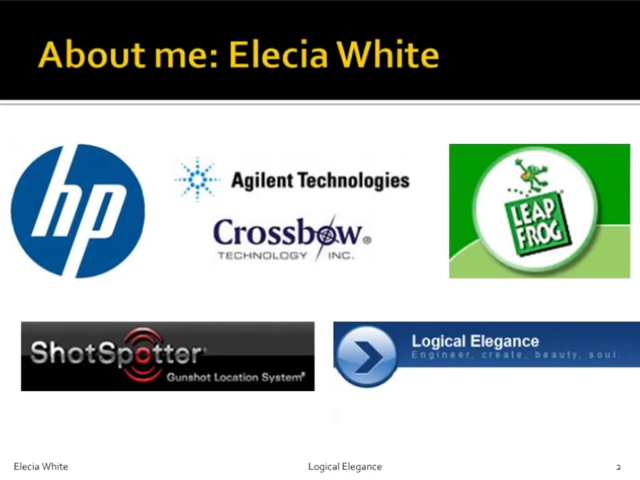 About me: Elecia White
hp
Agilent Technologies
Crossbow®
TECHNOLOGY INC.
LEAP
FROG
ShotSpotter
Gunshot Location System®
Logical Elegance
Engineer, create, beauty, soul.
Elecia White
Logical Elegance
2